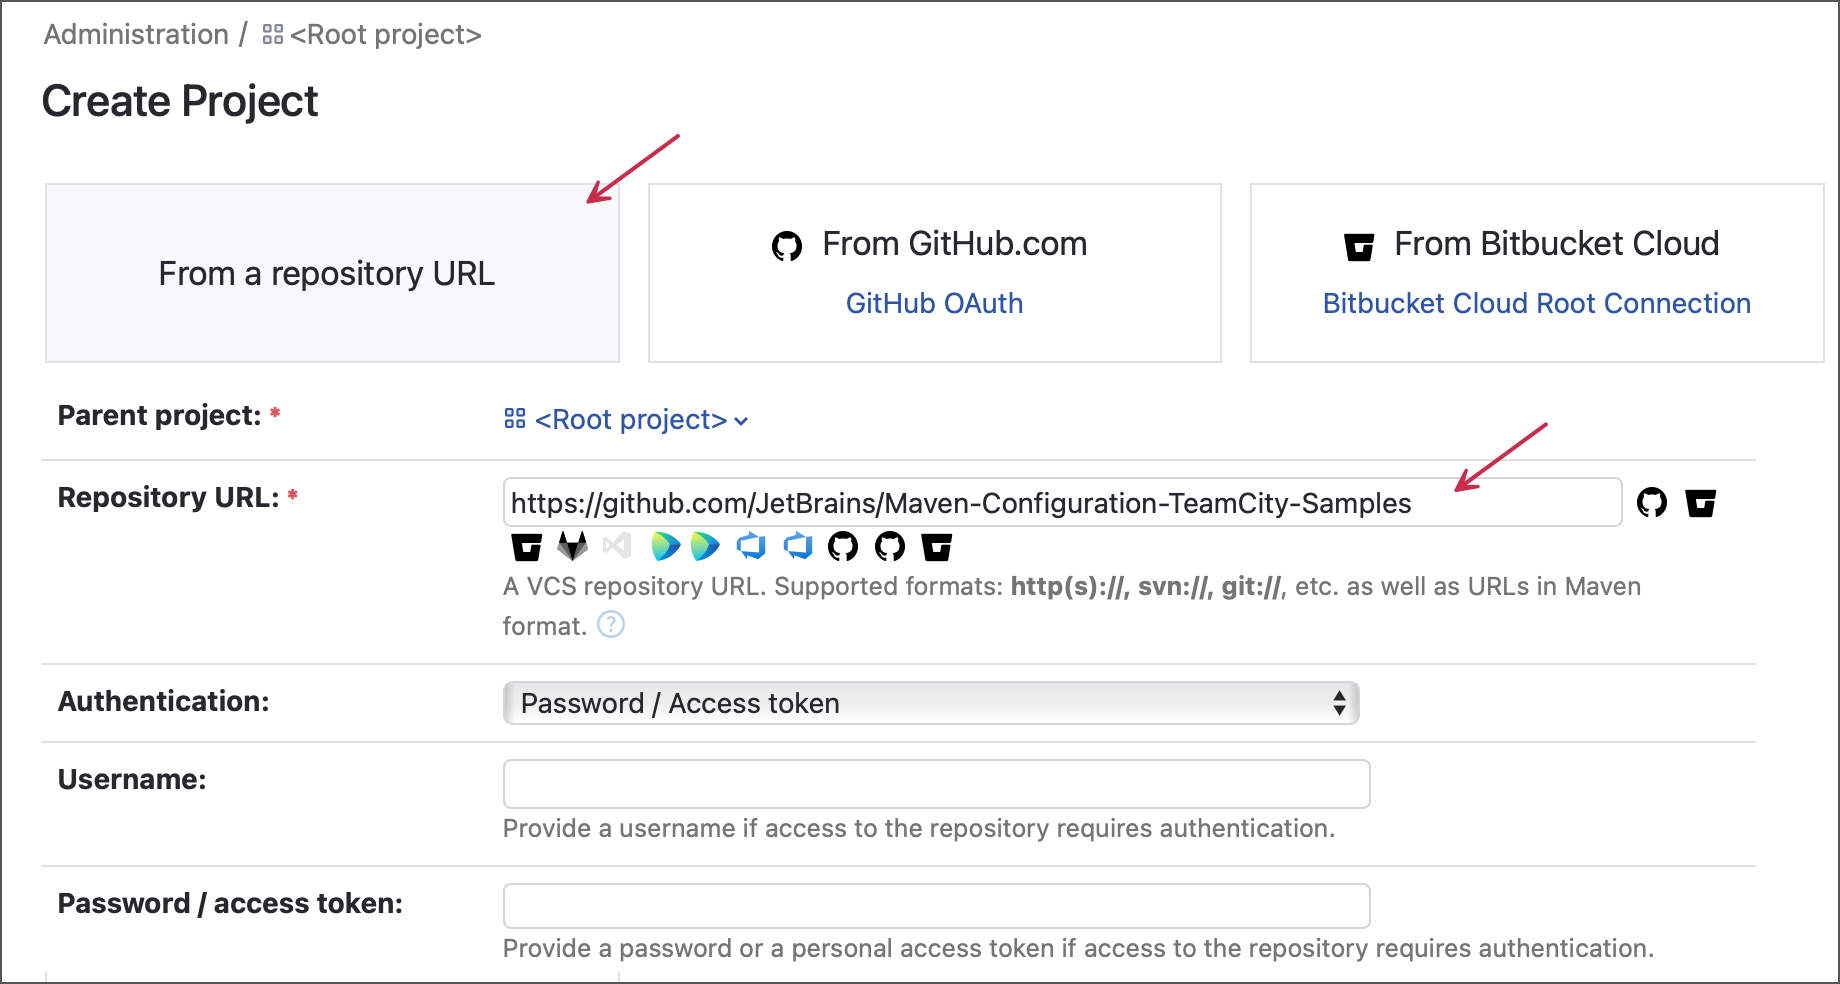 Administration / <Root project>
Create Project
From a repository URL
From GitHub.com
GitHub OAuth
From Bitbucket Cloud
Bitbucket Cloud Root Connection
Parent project: *
<Root project>
Repository URL: *
https://github.com/JetBrains/Maven-Configuration-TeamCity-Samples
A VCS repository URL. Supported formats: http(s)://, svn://, git://, etc. as well as URLs in Maven
format. ?
Authentication:
Password / Access token
Username:
Provide a username if access to the repository requires authentication.
Password / access token:
Provide a password or a personal access token if access to the repository requires authentication.